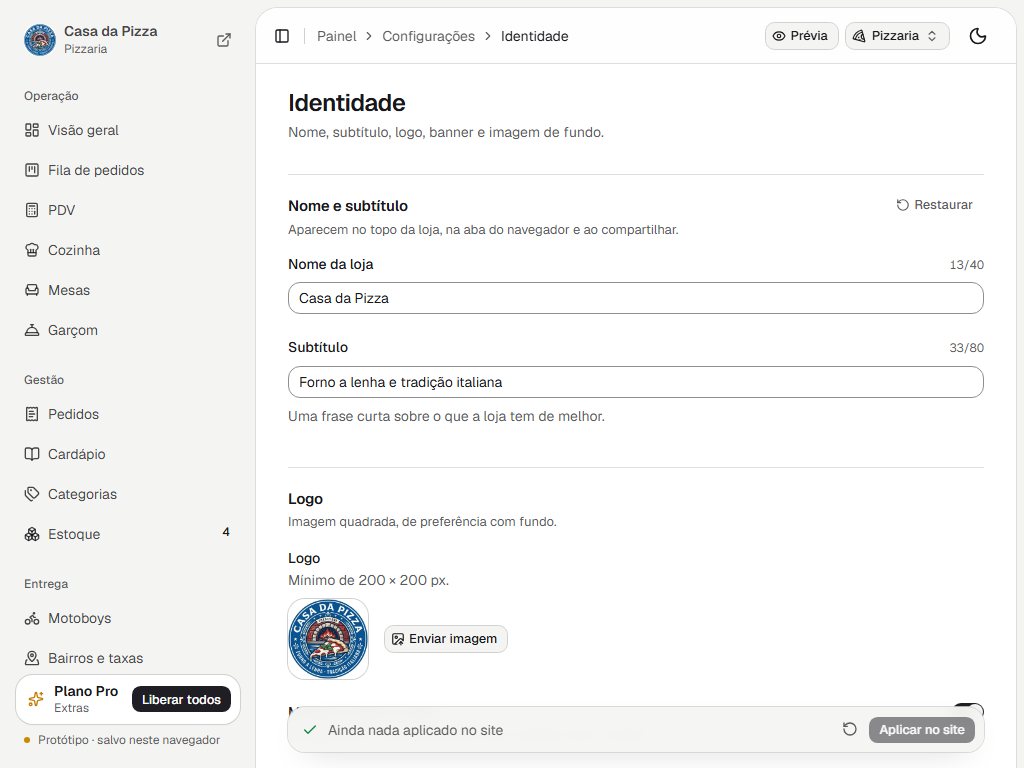 Casa da Pizza
Pizzaria
Operação
Visão geral
Fila de pedidos
PDV
Cozinha
Mesas
Garçom
Gestão
Pedidos
Cardápio
Categorias
Estoque 4
Entrega
Motoboys
Bairros e taxas
Plano Pro
Extras
Liberar todos
Protótipo · salvo neste navegador
Painel > Configurações > Identidade
Prévia
Pizzaria
Identidade
Nome, subtítulo, logo, banner e imagem de fundo.
Nome e subtítulo
Restaurar
Aparecem no topo da loja, na aba do navegador e ao compartilhar.
Nome da loja 13/40
Casa da Pizza
Subtítulo 33/80
Forno a lenha e tradição italiana
Uma frase curta sobre o que a loja tem de melhor.
Logo
Imagem quadrada, de preferência com fundo.
Logo
Mínimo de 200 × 200 px.
CASA DA PIZZA
Enviar imagem
Ainda nada aplicado no site
Aplicar no site